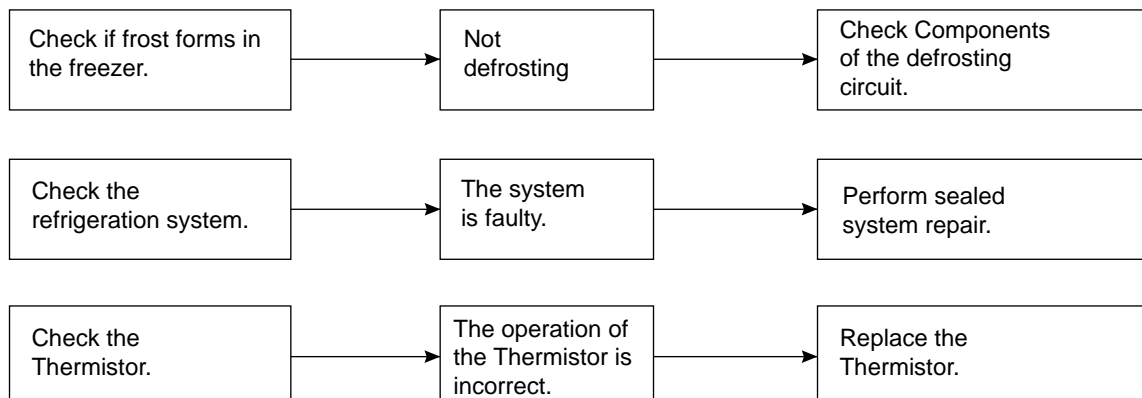 Check if frost forms in
the freezer.
Not
defrosting
Check Components
of the defrosting
circuit.
Check the
refrigeration system.
The system
is faulty.
Perform sealed
system repair.
Check the
Thermistor.
The operation of
the Thermistor is
incorrect.
Replace the
Thermistor.